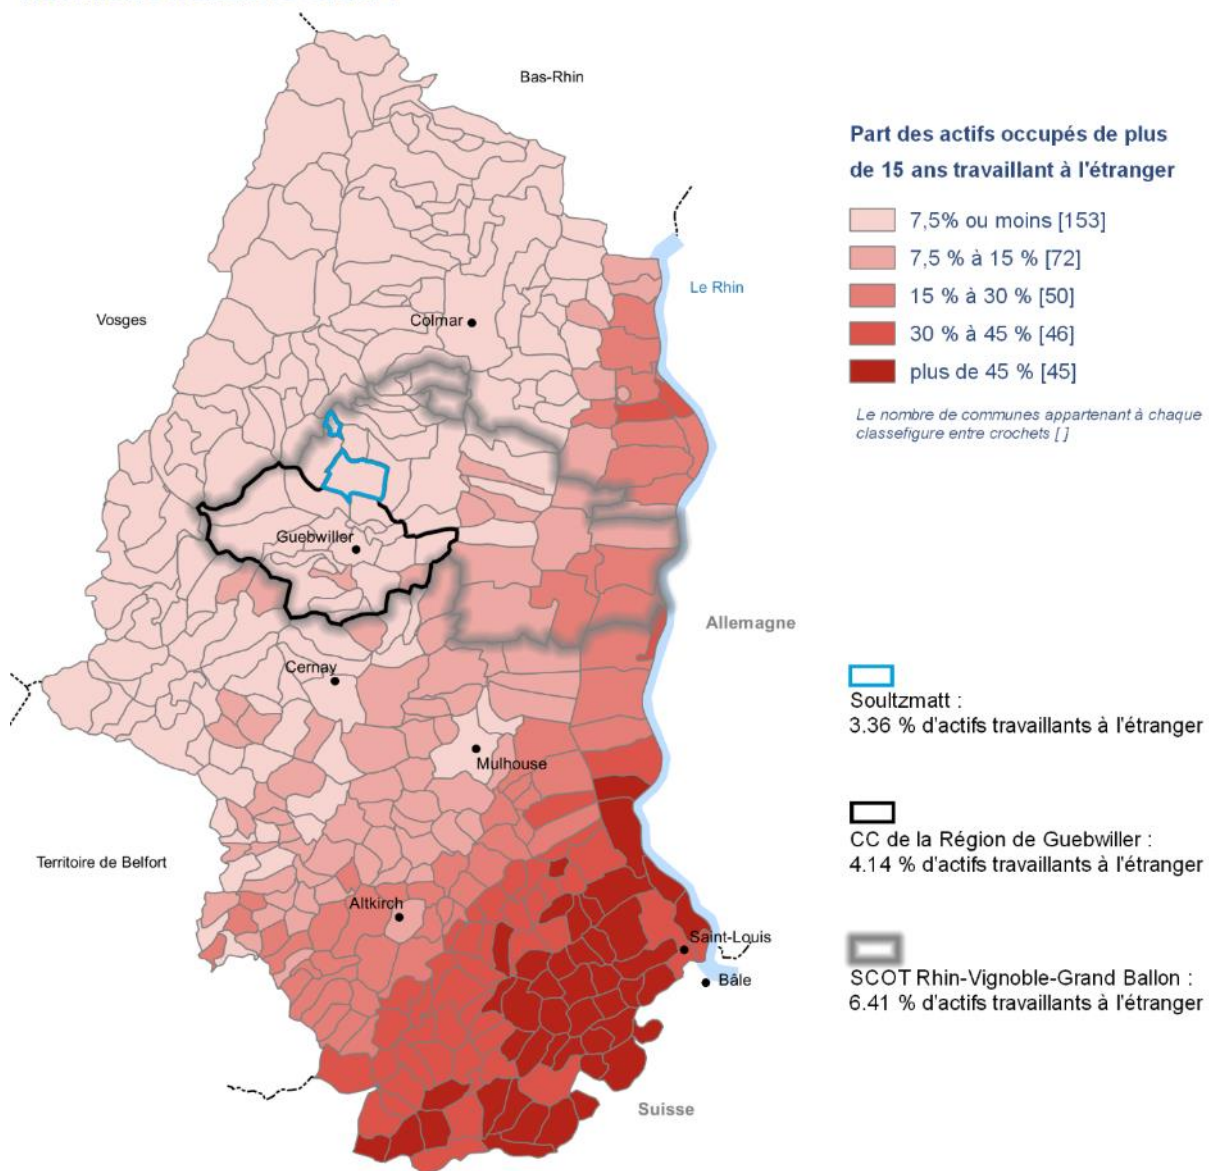 Bas-Rhin
Part des actifs occupés de plus
de 15 ans travaillant à l'étranger
7,5% ou moins [153]
7,5 % à 15 % [72]
15 % à 30 % [50]
30 % à 45 % [46]
plus de 45 % [45]
Le nombre de communes appartenant à chaque
classefigure entre crochets [ ]
Le Rhin
Vosges
Colmar
Guebwiller
Allemagne
Cernay
Soultzmatt :
3.36 % d'actifs travaillants à l'étranger
Mulhouse
CC de la Région de Guebwiller :
4.14 % d'actifs travaillants à l'étranger
Territoire de Belfort
Altkirch
Saint-Louis
Bâle
SCOT Rhin-Vignoble-Grand Ballon :
6.41 % d'actifs travaillants à l'étranger
Suisse